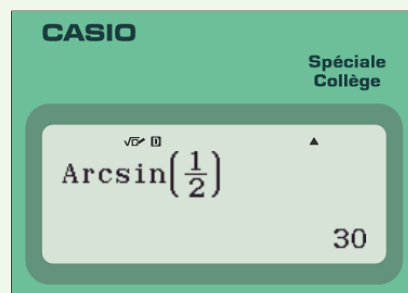 CASIO
Spéciale
Collège
√▱ D ▲
Arcsin(1/2)
30